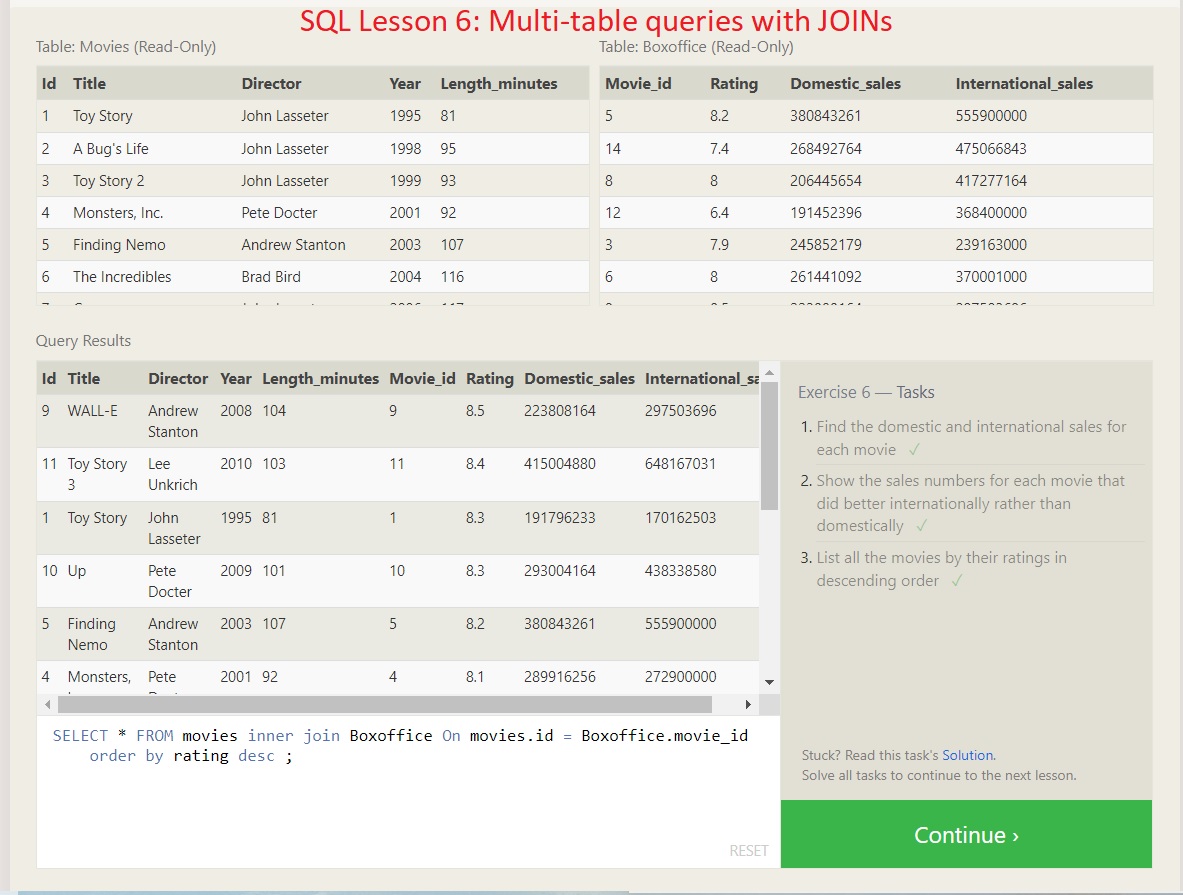 SQL Lesson 6: Multi-table queries with JOINs
Table: Movies (Read-Only)
Id Title Director Year Length_minutes
1 Toy Story John Lasseter 1995 81
2 A Bug's Life John Lasseter 1998 95
3 Toy Story 2 John Lasseter 1999 93
4 Monsters, Inc. Pete Docter 2001 92
5 Finding Nemo Andrew Stanton 2003 107
6 The Incredibles Brad Bird 2004 116
Table: Boxoffice (Read-Only)
Movie_id Rating Domestic_sales International_sales
5 8.2 380843261 555900000
14 7.4 268492764 475066843
8 8 206445654 417277164
12 6.4 191452396 368400000
3 7.9 245852179 239163000
6 8 261441092 370001000
Query Results
Id Title Director Year Length_minutes Movie_id Rating Domestic_sales International_sa
9 WALL-E Andrew 2008 104 9 8.5 223808164 297503696
Stanton
11 Toy Story Lee 2010 103 11 8.4 415004880 648167031
3 Unkrich
1 Toy Story John 1995 81 1 8.3 191796233 170162503
Lasseter
10 Up Pete 2009 101 10 8.3 293004164 438338580
Docter
5 Finding Andrew 2003 107 5 8.2 380843261 555900000
Nemo Stanton
4 Monsters, Pete 2001 92 4 8.1 289916256 272900000
SELECT * FROM movies inner join Boxoffice On movies.id = Boxoffice.movie_id
order by rating desc ;
RESET
Exercise 6 — Tasks
1. Find the domestic and international sales for
each movie ✓
2. Show the sales numbers for each movie that
did better internationally rather than
domestically ✓
3. List all the movies by their ratings in
descending order ✓
Stuck? Read this task's Solution.
Solve all tasks to continue to the next lesson.
Continue ›